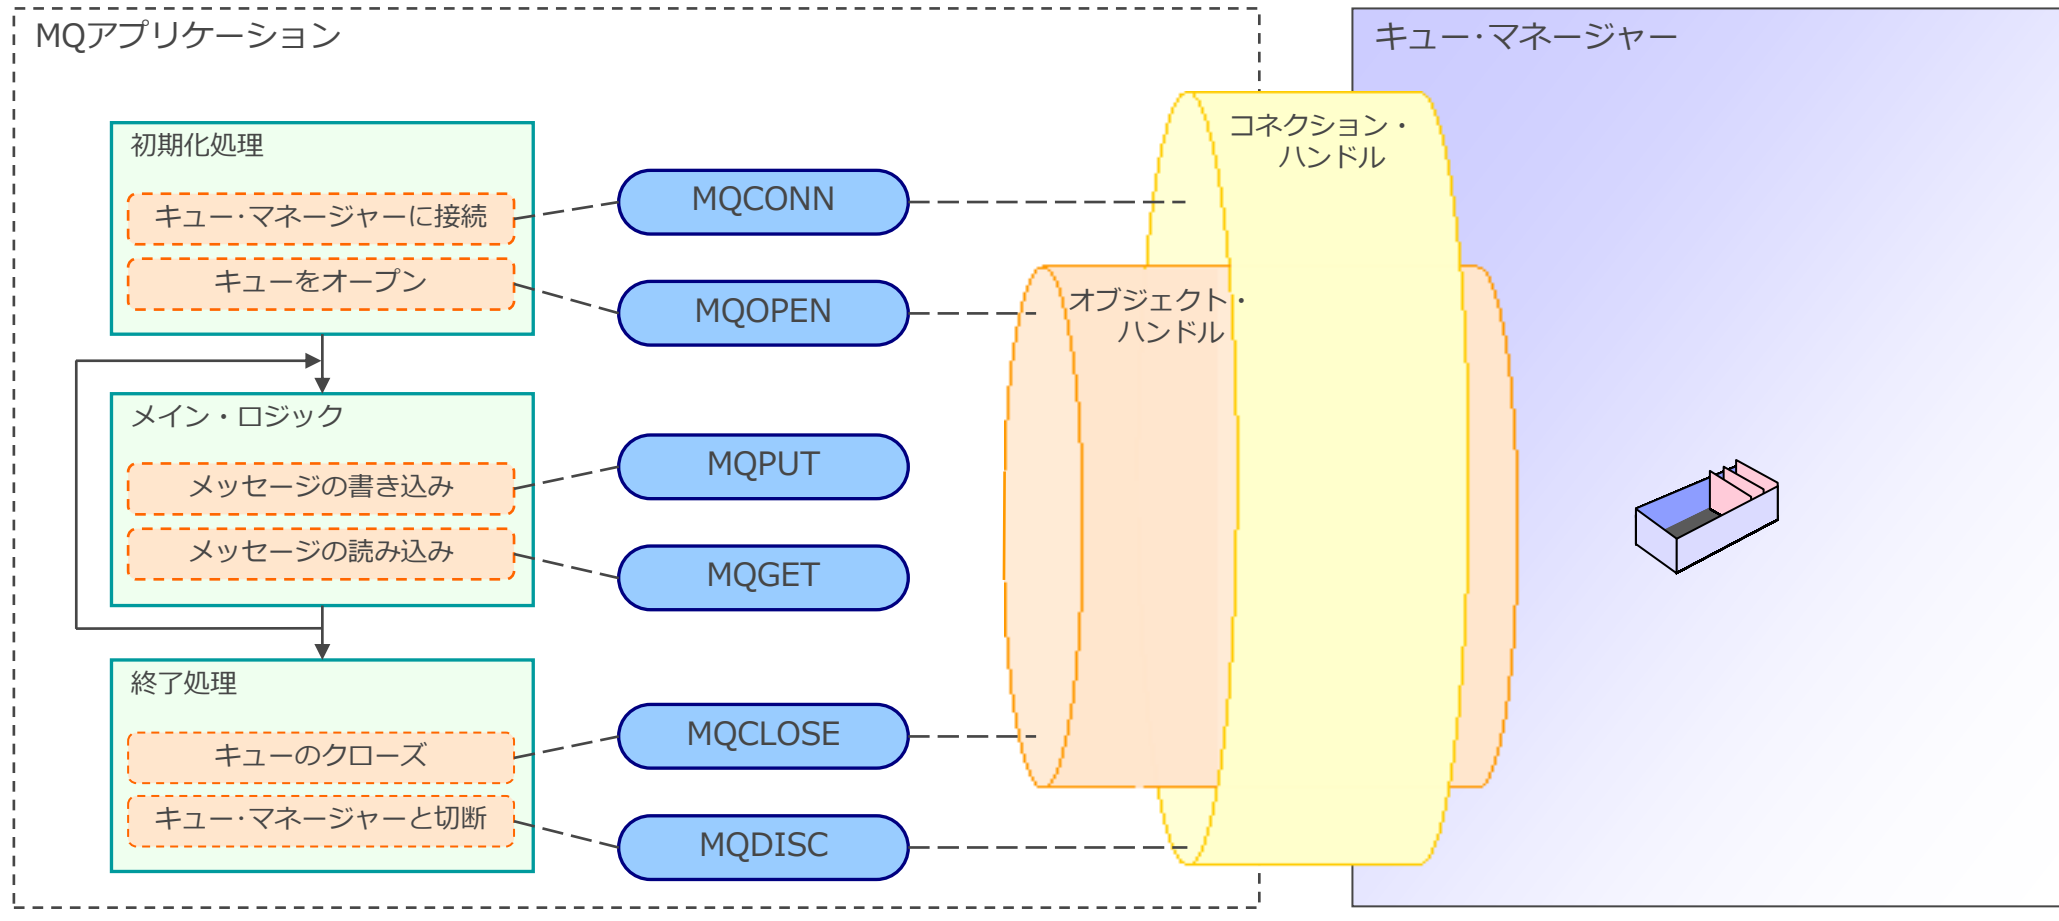 MQアプリケーション
キュー・マネージャー
コネクション・
ハンドル
初期化処理
キュー・マネージャーに接続
MQCONN
キューをオープン
MQOPEN
オブジェクト・
ハンドル
メイン・ロジック
メッセージの書き込み
MQPUT
メッセージの読み込み
MQGET
終了処理
キューのクローズ
MQCLOSE
キュー・マネージャーと切断
MQDISC